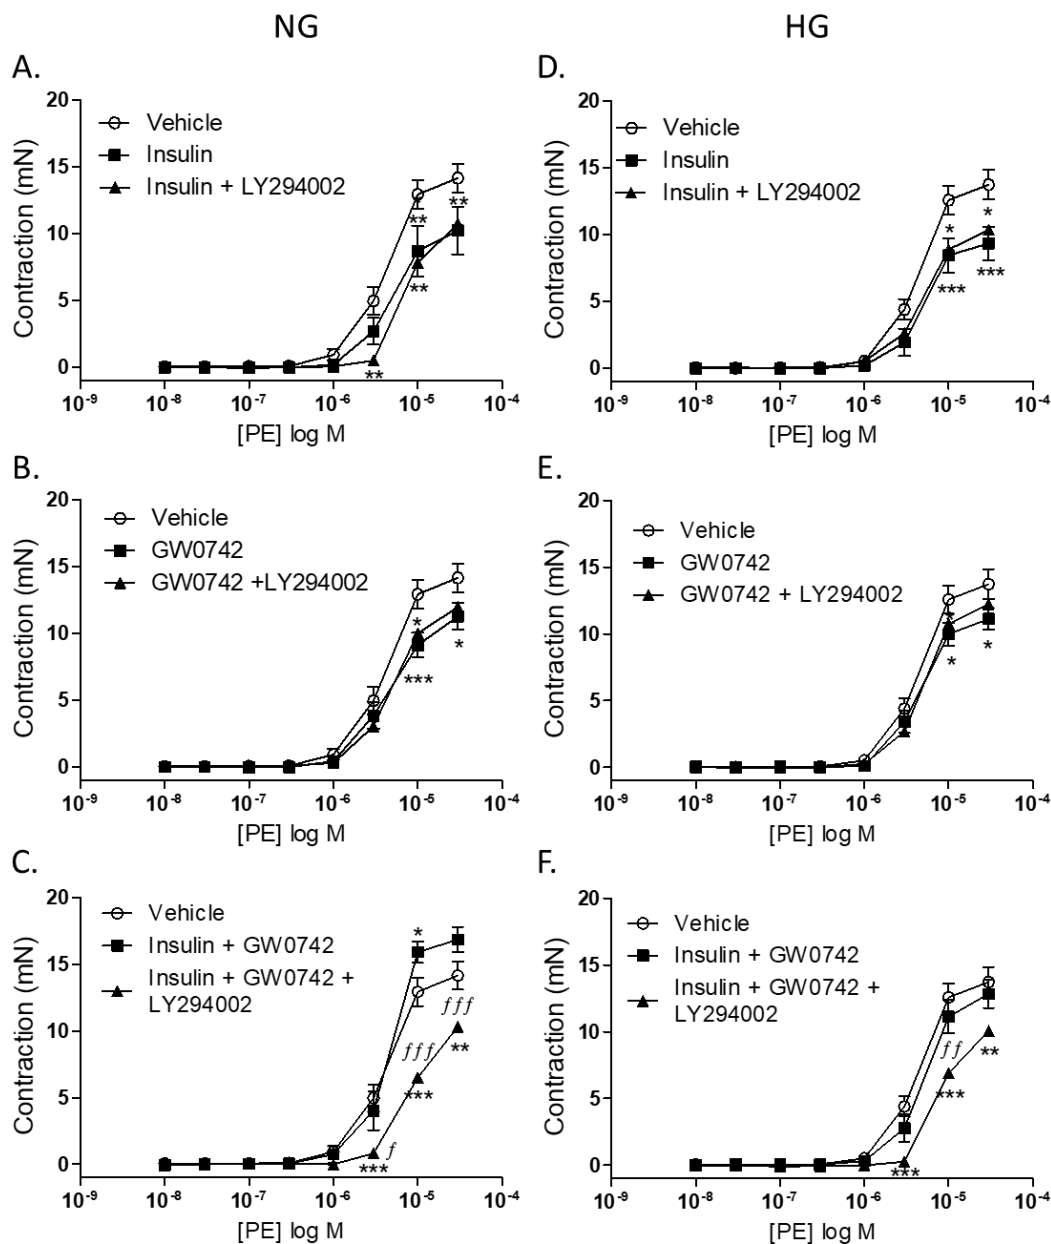 NG
HG
A.
20
15
10
5
0
Contraction (mN)
Vehicle
Insulin
Insulin + LY294002
**
**
**
**
10-9 10-8 10-7 10-6 10-5 10-4
[PE] log M
D.
20
15
10
5
0
Contraction (mN)
Vehicle
Insulin
Insulin + LY294002
*
*
***
***
10-9 10-8 10-7 10-6 10-5 10-4
[PE] log M
B.
20
15
10
5
0
Contraction (mN)
Vehicle
GW0742
GW0742 +LY294002
*
*
***
10-9 10-8 10-7 10-6 10-5 10-4
[PE] log M
E.
20
15
10
5
0
Contraction (mN)
Vehicle
GW0742
GW0742 + LY294002
*
*
*
10-9 10-8 10-7 10-6 10-5 10-4
[PE] log M
C.
20
15
10
5
0
Contraction (mN)
Vehicle
Insulin + GW0742
Insulin + GW0742 +
LY294002
*
fff
fff
**
***
f
***
10-9 10-8 10-7 10-6 10-5 10-4
[PE] log M
F.
20
15
10
5
0
Contraction (mN)
Vehicle
Insulin + GW0742
Insulin + GW0742 +
LY294002
ff
**
***
***
10-9 10-8 10-7 10-6 10-5 10-4
[PE] log M